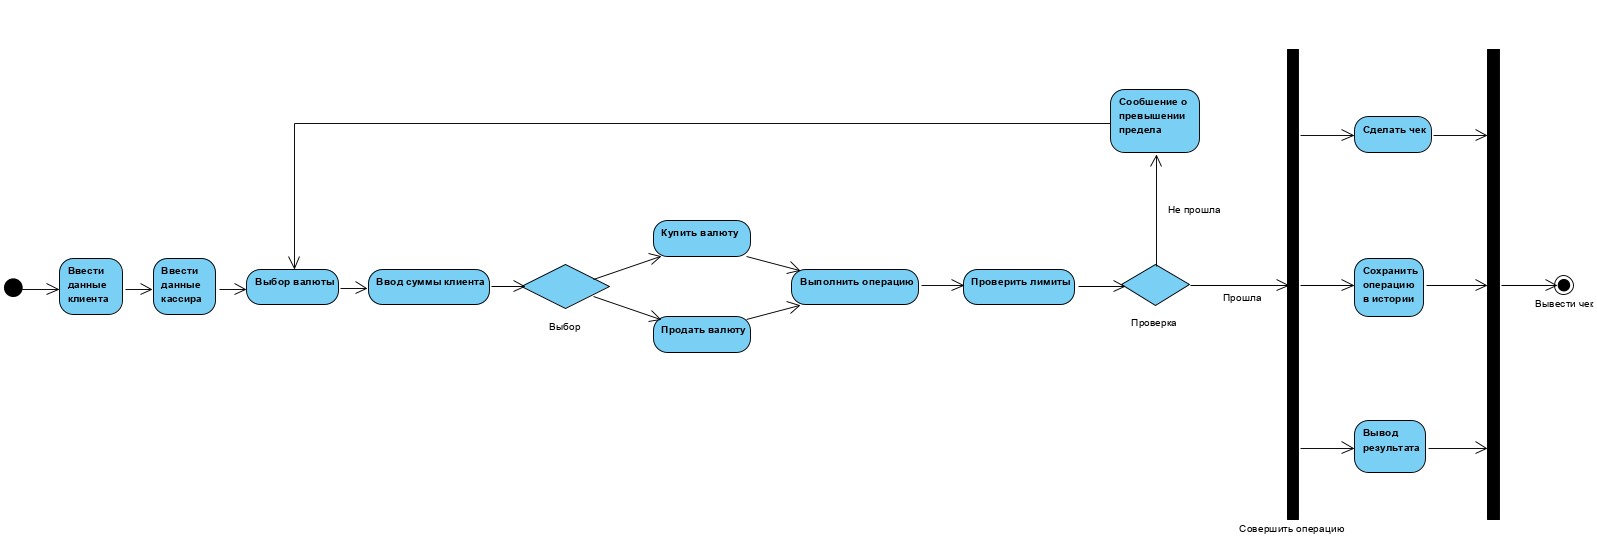 Ввести
данные
клиента
Ввести
данные
кассира
Выбор валюты
Ввод суммы клиента
Выбор
Купить валюту
Продать валюту
Выполнить операцию
Проверить лимиты
Проверка
Не прошла
Сообшение о
превышении
предела
Прошла
Совершить операцию
Сделать чек
Сохранить
операцию
в истории
Вывод
результата
Вывести чек